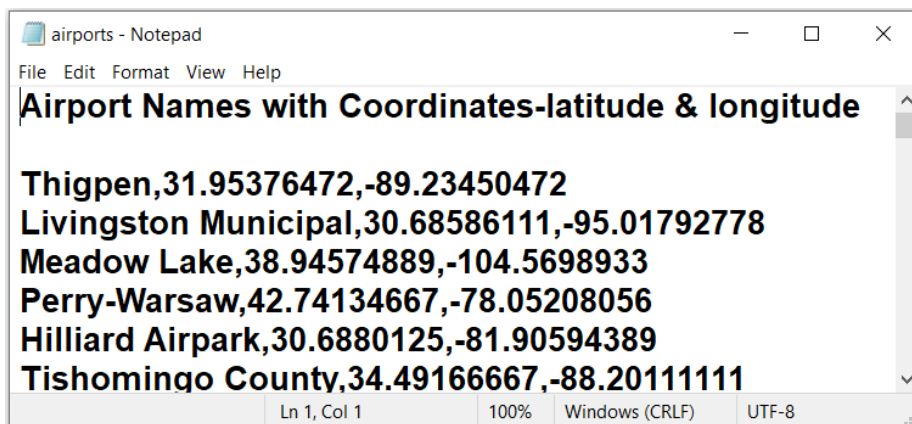 airports - Notepad
File Edit Format View Help
Airport Names with Coordinates-latitude & longitude
Thigpen,31.95376472,-89.23450472
Livingston Municipal,30.68586111,-95.01792778
Meadow Lake,38.94574889,-104.5698933
Perry-Warsaw,42.74134667,-78.05208056
Hilliard Airpark,30.6880125,-81.90594389
Tishomingo County,34.49166667,-88.20111111
Ln 1, Col 1 100% Windows (CRLF) UTF-8